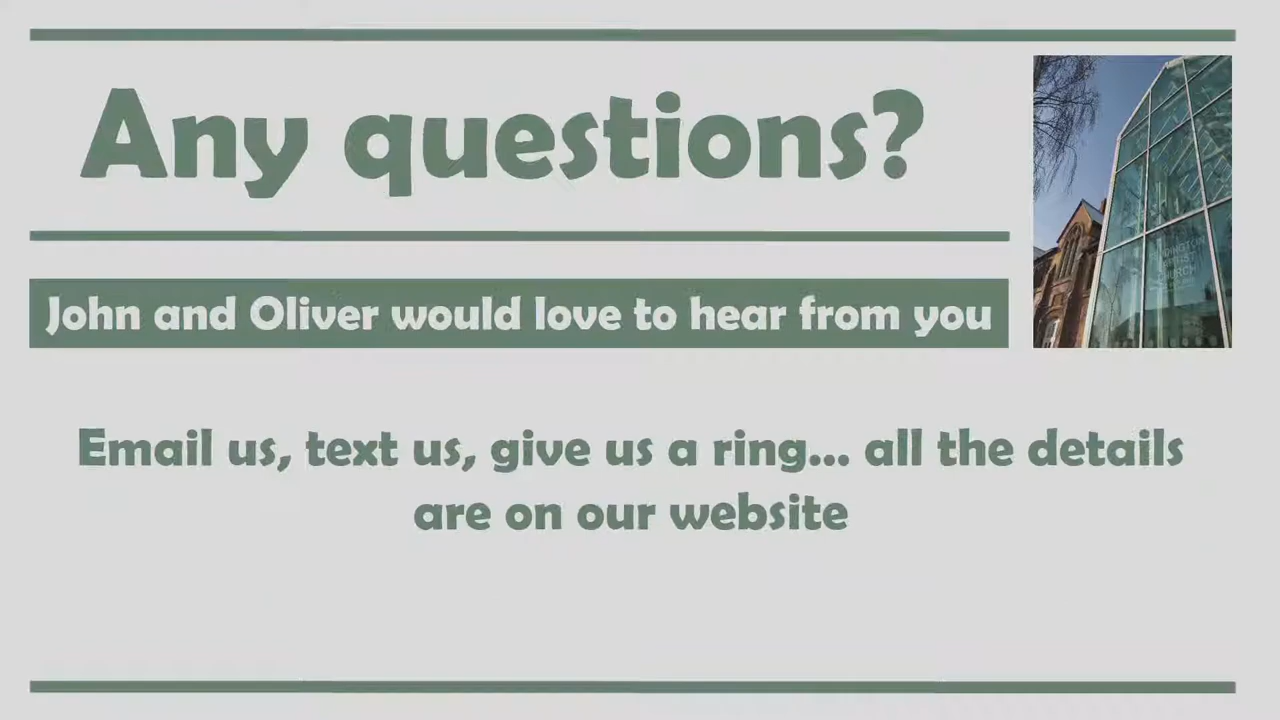 Any questions?
John and Oliver would love to hear from you
Email us, text us, give us a ring... all the details
are on our website
CHURCH